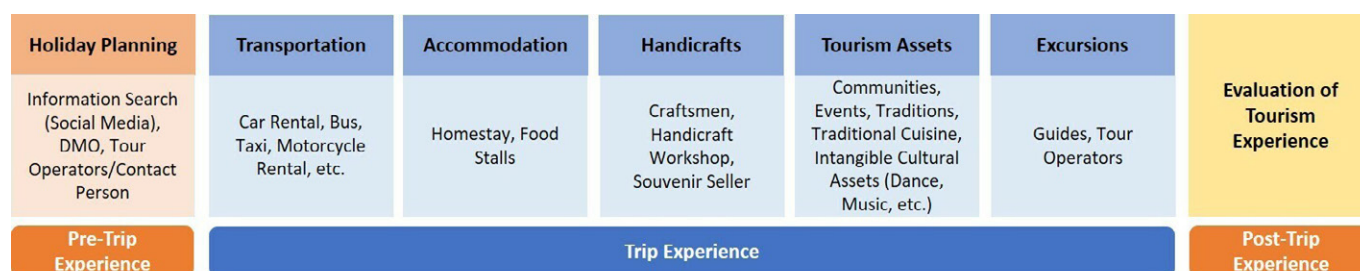 Holiday Planning
Information Search
(Social Media),
DMO, Tour
Operators/Contact
Person
Transportation
Car Rental, Bus,
Taxi, Motorcycle
Rental, etc.
Accommodation
Homestay, Food
Stalls
Handicrafts
Craftsmen,
Handicraft
Workshop,
Souvenir Seller
Tourism Assets
Communities,
Events, Traditions,
Traditional Cuisine,
Intangible Cultural
Assets (Dance,
Music, etc.)
Excursions
Guides, Tour
Operators
Evaluation of
Tourism
Experience
Pre-Trip
Experience
Trip Experience
Post-Trip
Experience